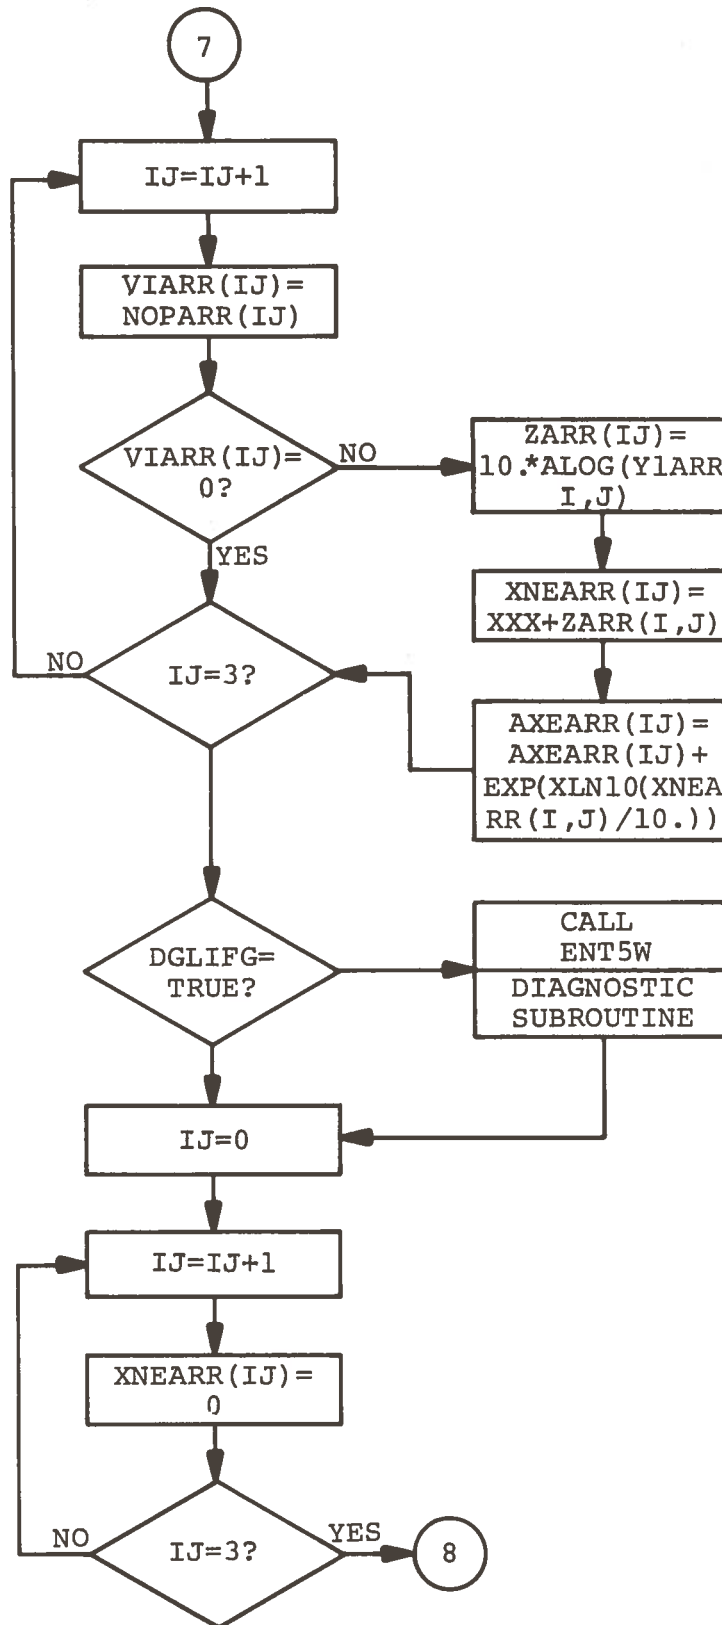 7
IJ=IJ+1
VIARR(IJ)=
NOPARR(IJ)
VIARR(IJ)=
0?
NO
ZARR(IJ)=
10.*ALOG(Y1ARR
I,J)
YES
XNEARR(IJ)=
XXX+ZARR(I,J)
NO
IJ=3?
AXEARR(IJ)=
AXEARR(IJ)+
EXP(XLN10(XNEA
RR(I,J)/10.))
DGLIFG=
TRUE?
CALL
ENT5W
DIAGNOSTIC
SUBROUTINE
IJ=0
IJ=IJ+1
XNEARR(IJ)=
0
NO
IJ=3?
YES
8